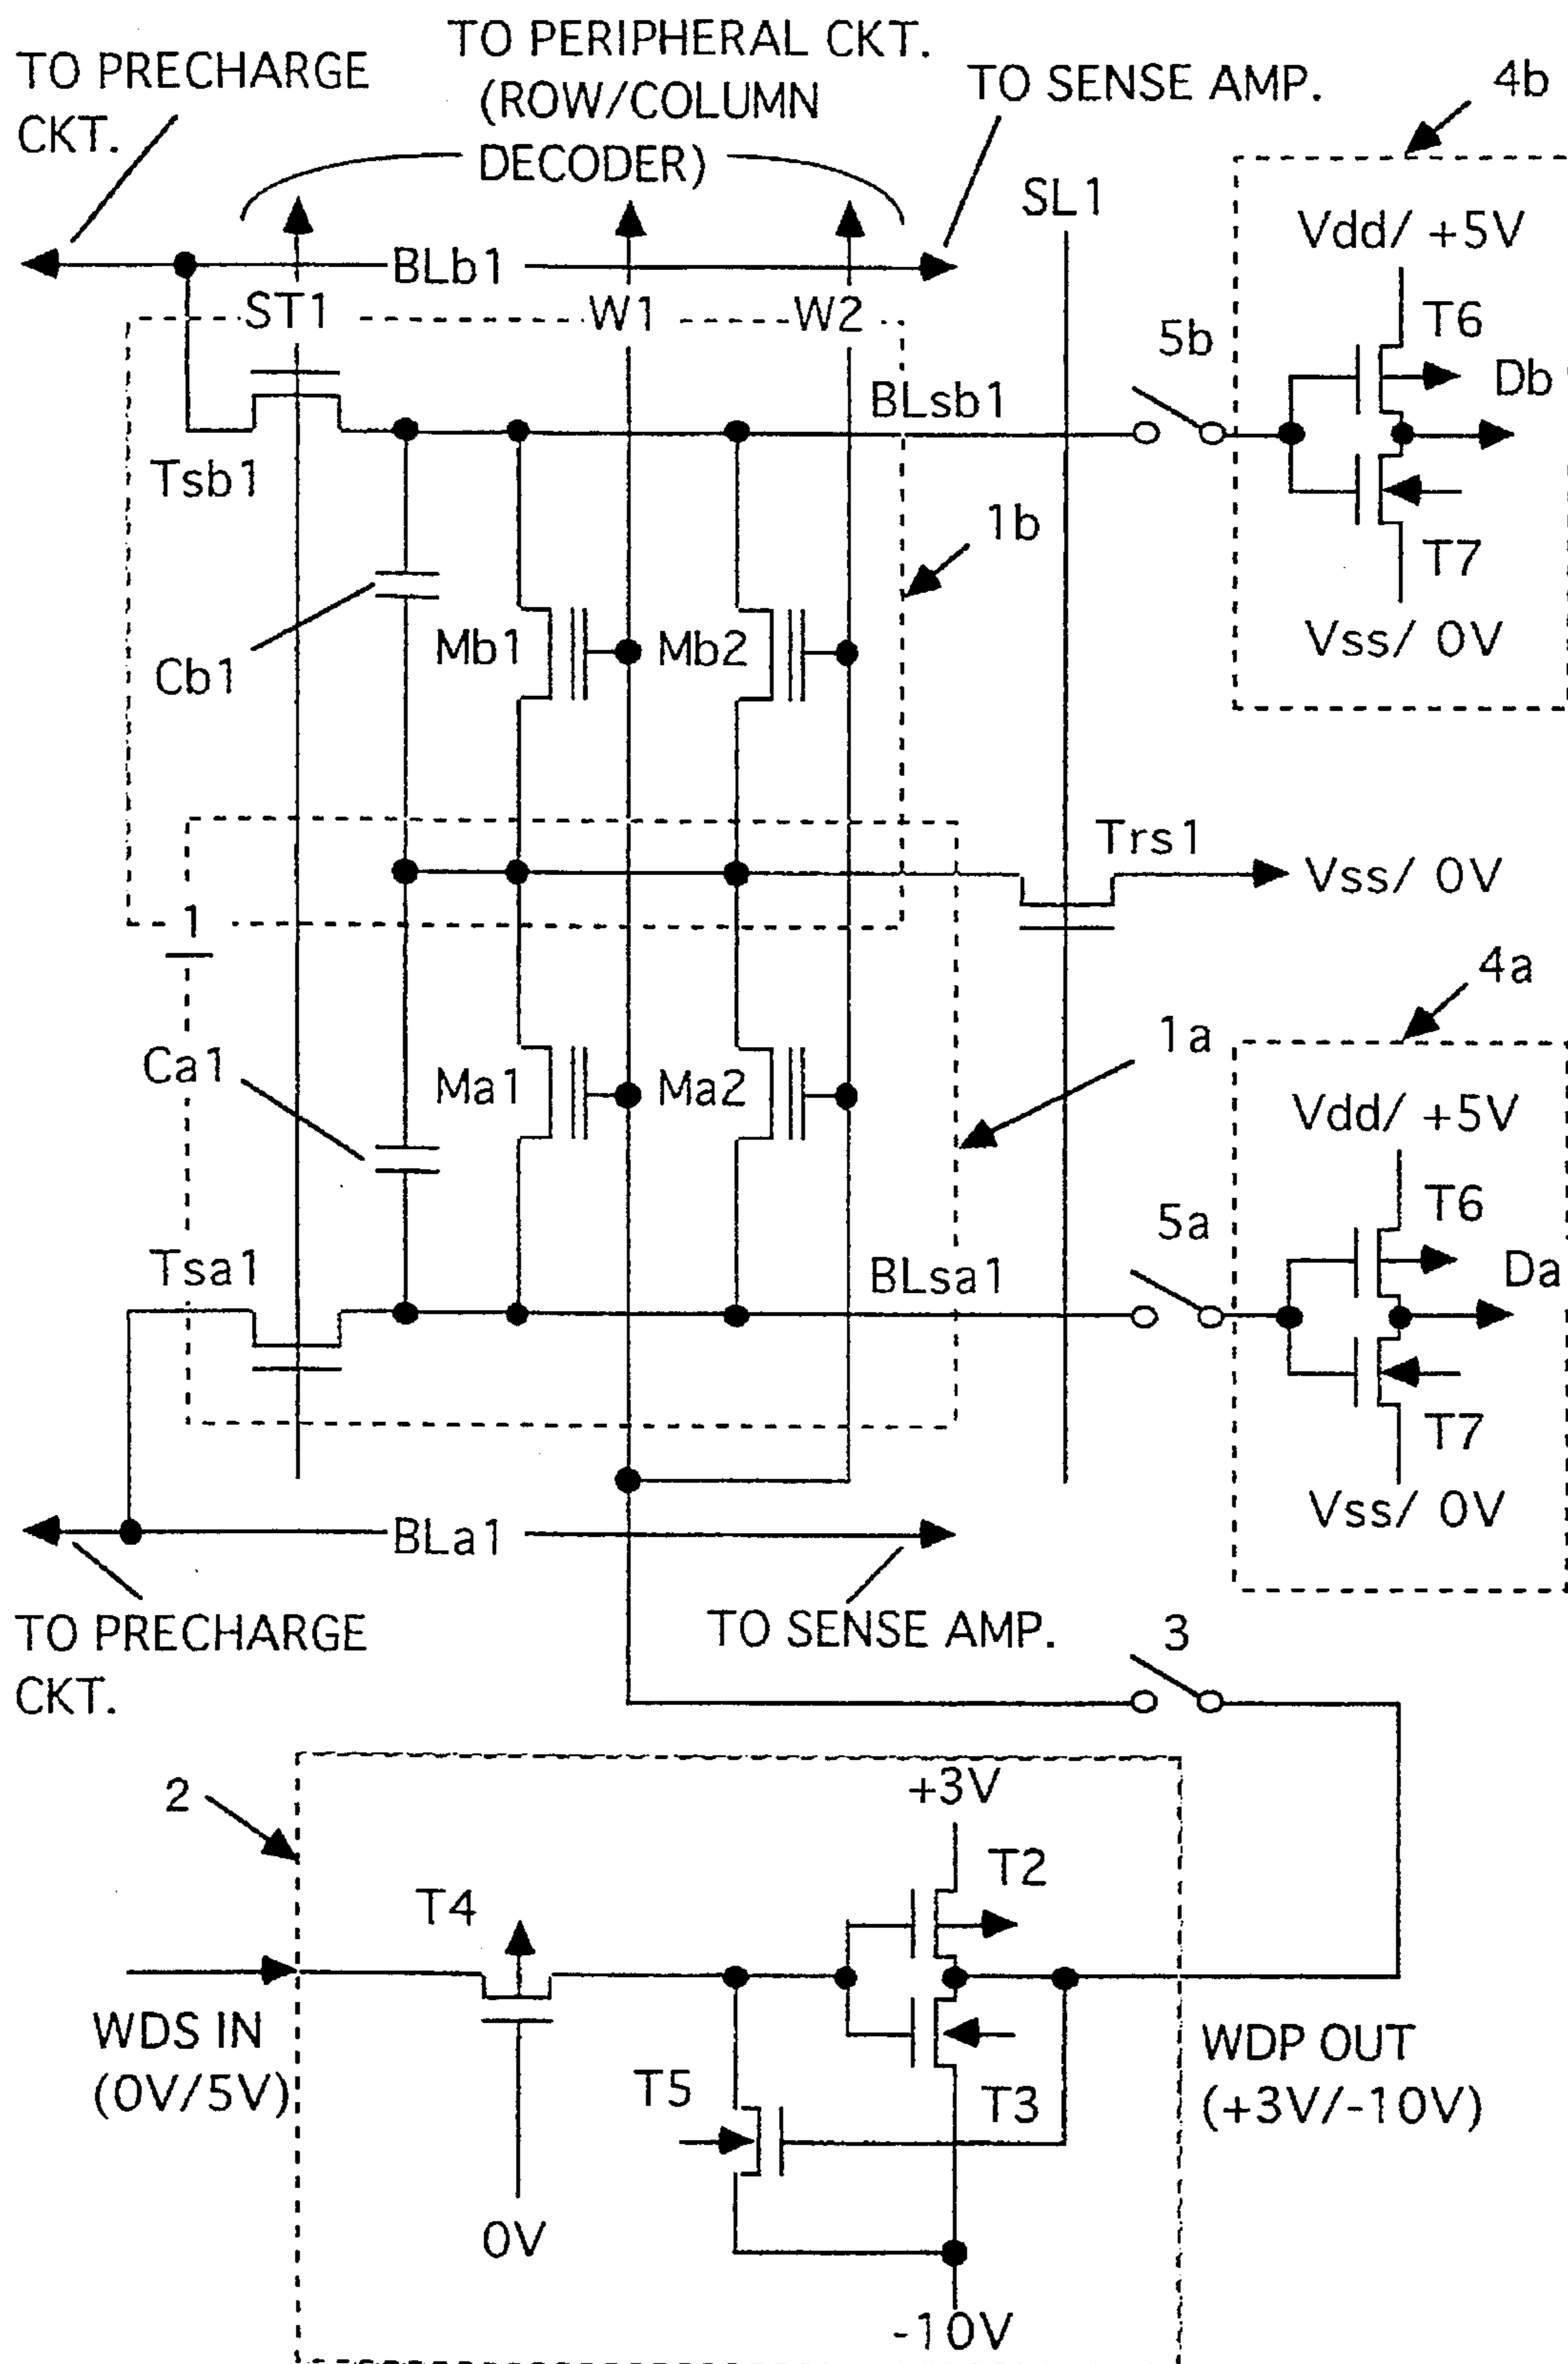 TO PRECHARGE
CKT.
TO PERIPHERAL CKT.
(ROW/COLUMN
DECODER)
TO SENSE AMP.
4b
SL1
Vdd/ +5V
BLb1
ST1
W1
W2
T6
5b
Db
BLsb1
Tsb1
1b
T7
Cb1
Mb1
Mb2
Vss/ 0V
Trs1
Vss/ 0V
1
4a
1a
Ca1
Ma1
Ma2
Vdd/ +5V
T6
5a
Tsa1
BLsa1
Da
T7
Vss/ 0V
BLa1
TO PRECHARGE
CKT.
TO SENSE AMP.
3
2
+3V
T2
T4
WDS IN
(0V/5V)
WDP OUT
(+3V/-10V)
T5
T3
0V
-10V